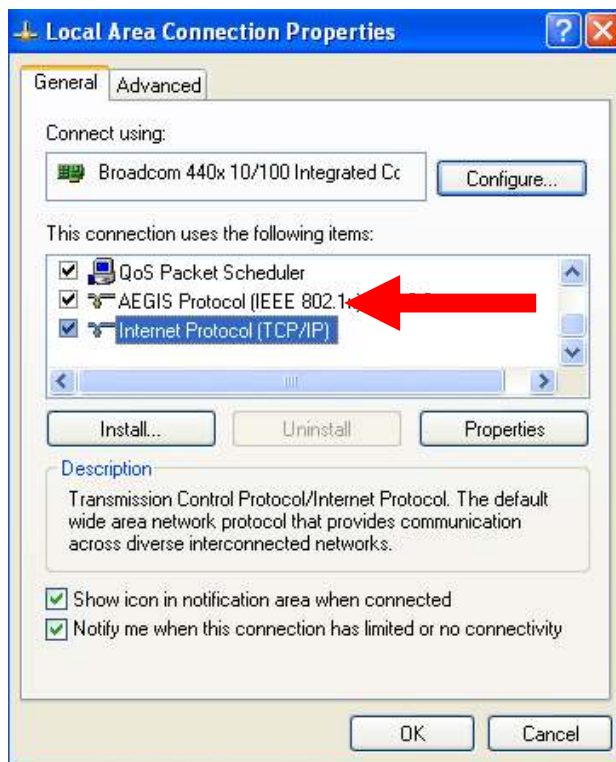 Local Area Connection Properties
General
Advanced
Connect using:
Broadcom 440x 10/100 Integrated Cc
Configure...
This connection uses the following items:
QoS Packet Scheduler
AEGIS Protocol (IEEE
Internet Protocol (TCP/IP)
Install...
Uninstall
Properties
Description
Transmission Control Protocol/Internet Protocol. The default
wide area network protocol that provides communication
across diverse interconnected networks.
Show icon in notification area when connected
Notify me when this connection has limited or no connectivity
OK
Cancel